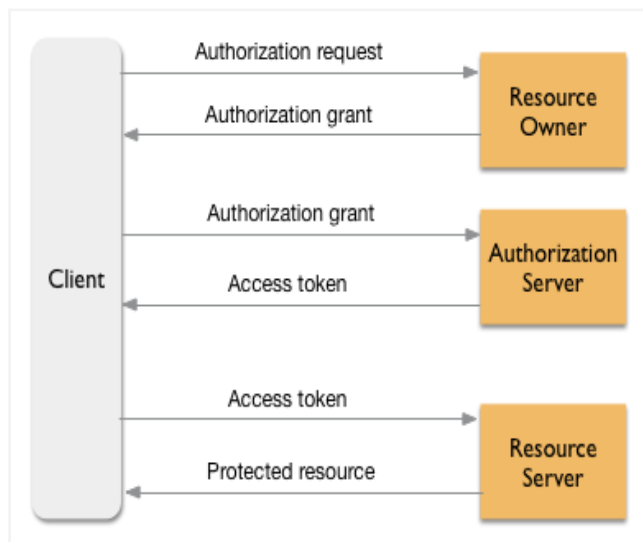 Authorization request
Resource
Owner
Authorization grant
Authorization grant
Authorization
Server
Client
Access token
Access token
Resource
Server
Protected resource